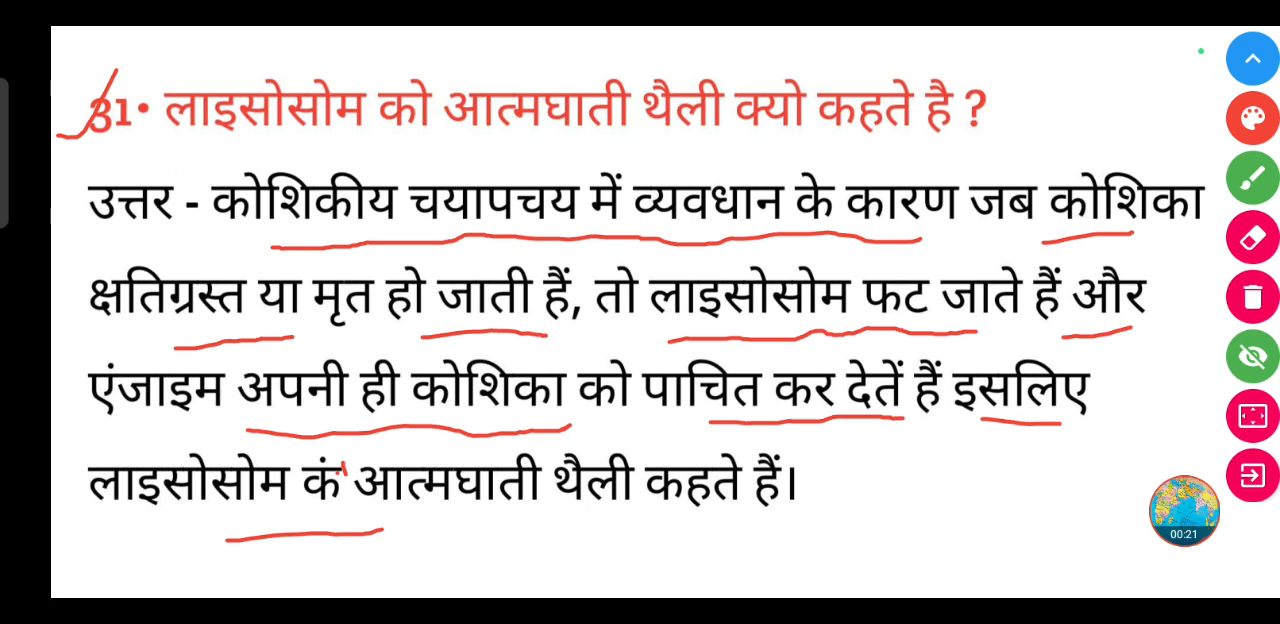 31• लाइसोसोम को आत्मघाती थैली क्यो कहते है ?
उत्तर - कोशिकीय चयापचय में व्यवधान के कारण जब कोशिका
क्षतिग्रस्त या मृत हो जाती हैं, तो लाइसोसोम फट जाते हैं और
एंजाइम अपनी ही कोशिका को पाचित कर देतें हैं इसलिए
लाइसोसोम कं आत्मघाती थैली कहते हैं।
00:21